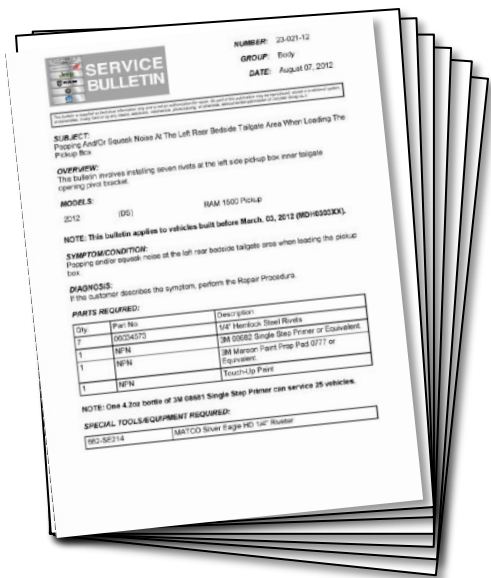 SERVICE
BULLETIN
NUMBER: 23-021-12
GROUP: Body
DATE: August 07, 2012
SUBJECT:
Popping And/Or Squeak Noise At The Left Rear Bedside Tailgate Area When Loading The
Pickup Box
OVERVIEW:
This bulletin involves installing seven rivets at the left side pickup box inner tailgate
opening pivot bracket.
MODELS:
2012 (DS) RAM 1500 Pickup
NOTE: This bulletin applies to vehicles built before March, 03, 2012 (MDH0303XX).
SYMPTOM/CONDITION:
Popping and/or squeak noise at the left rear bedside tailgate area when loading the pickup
box.
DIAGNOSIS:
If the customer describes the symptom, perform the Repair Procedure.
PARTS REQUIRED:
Qty. Part No. Description
7 06034573 1/4" Hemlock Steel Rivets
1 NPN 3M 08682 Single Step Primer or Equivalent.
1 NPN 3M Maroon Paint Prep Pad 0777 or
Equivalent.
1 NPN Touch-Up Paint
NOTE: One 4.2oz bottle of 3M 08681 Single Step Primer can service 25 vehicles.
SPECIAL TOOLS/EQUIPMENT REQUIRED:
662-SE214 MATCO Silver Eagle HD 1/4" Riveter